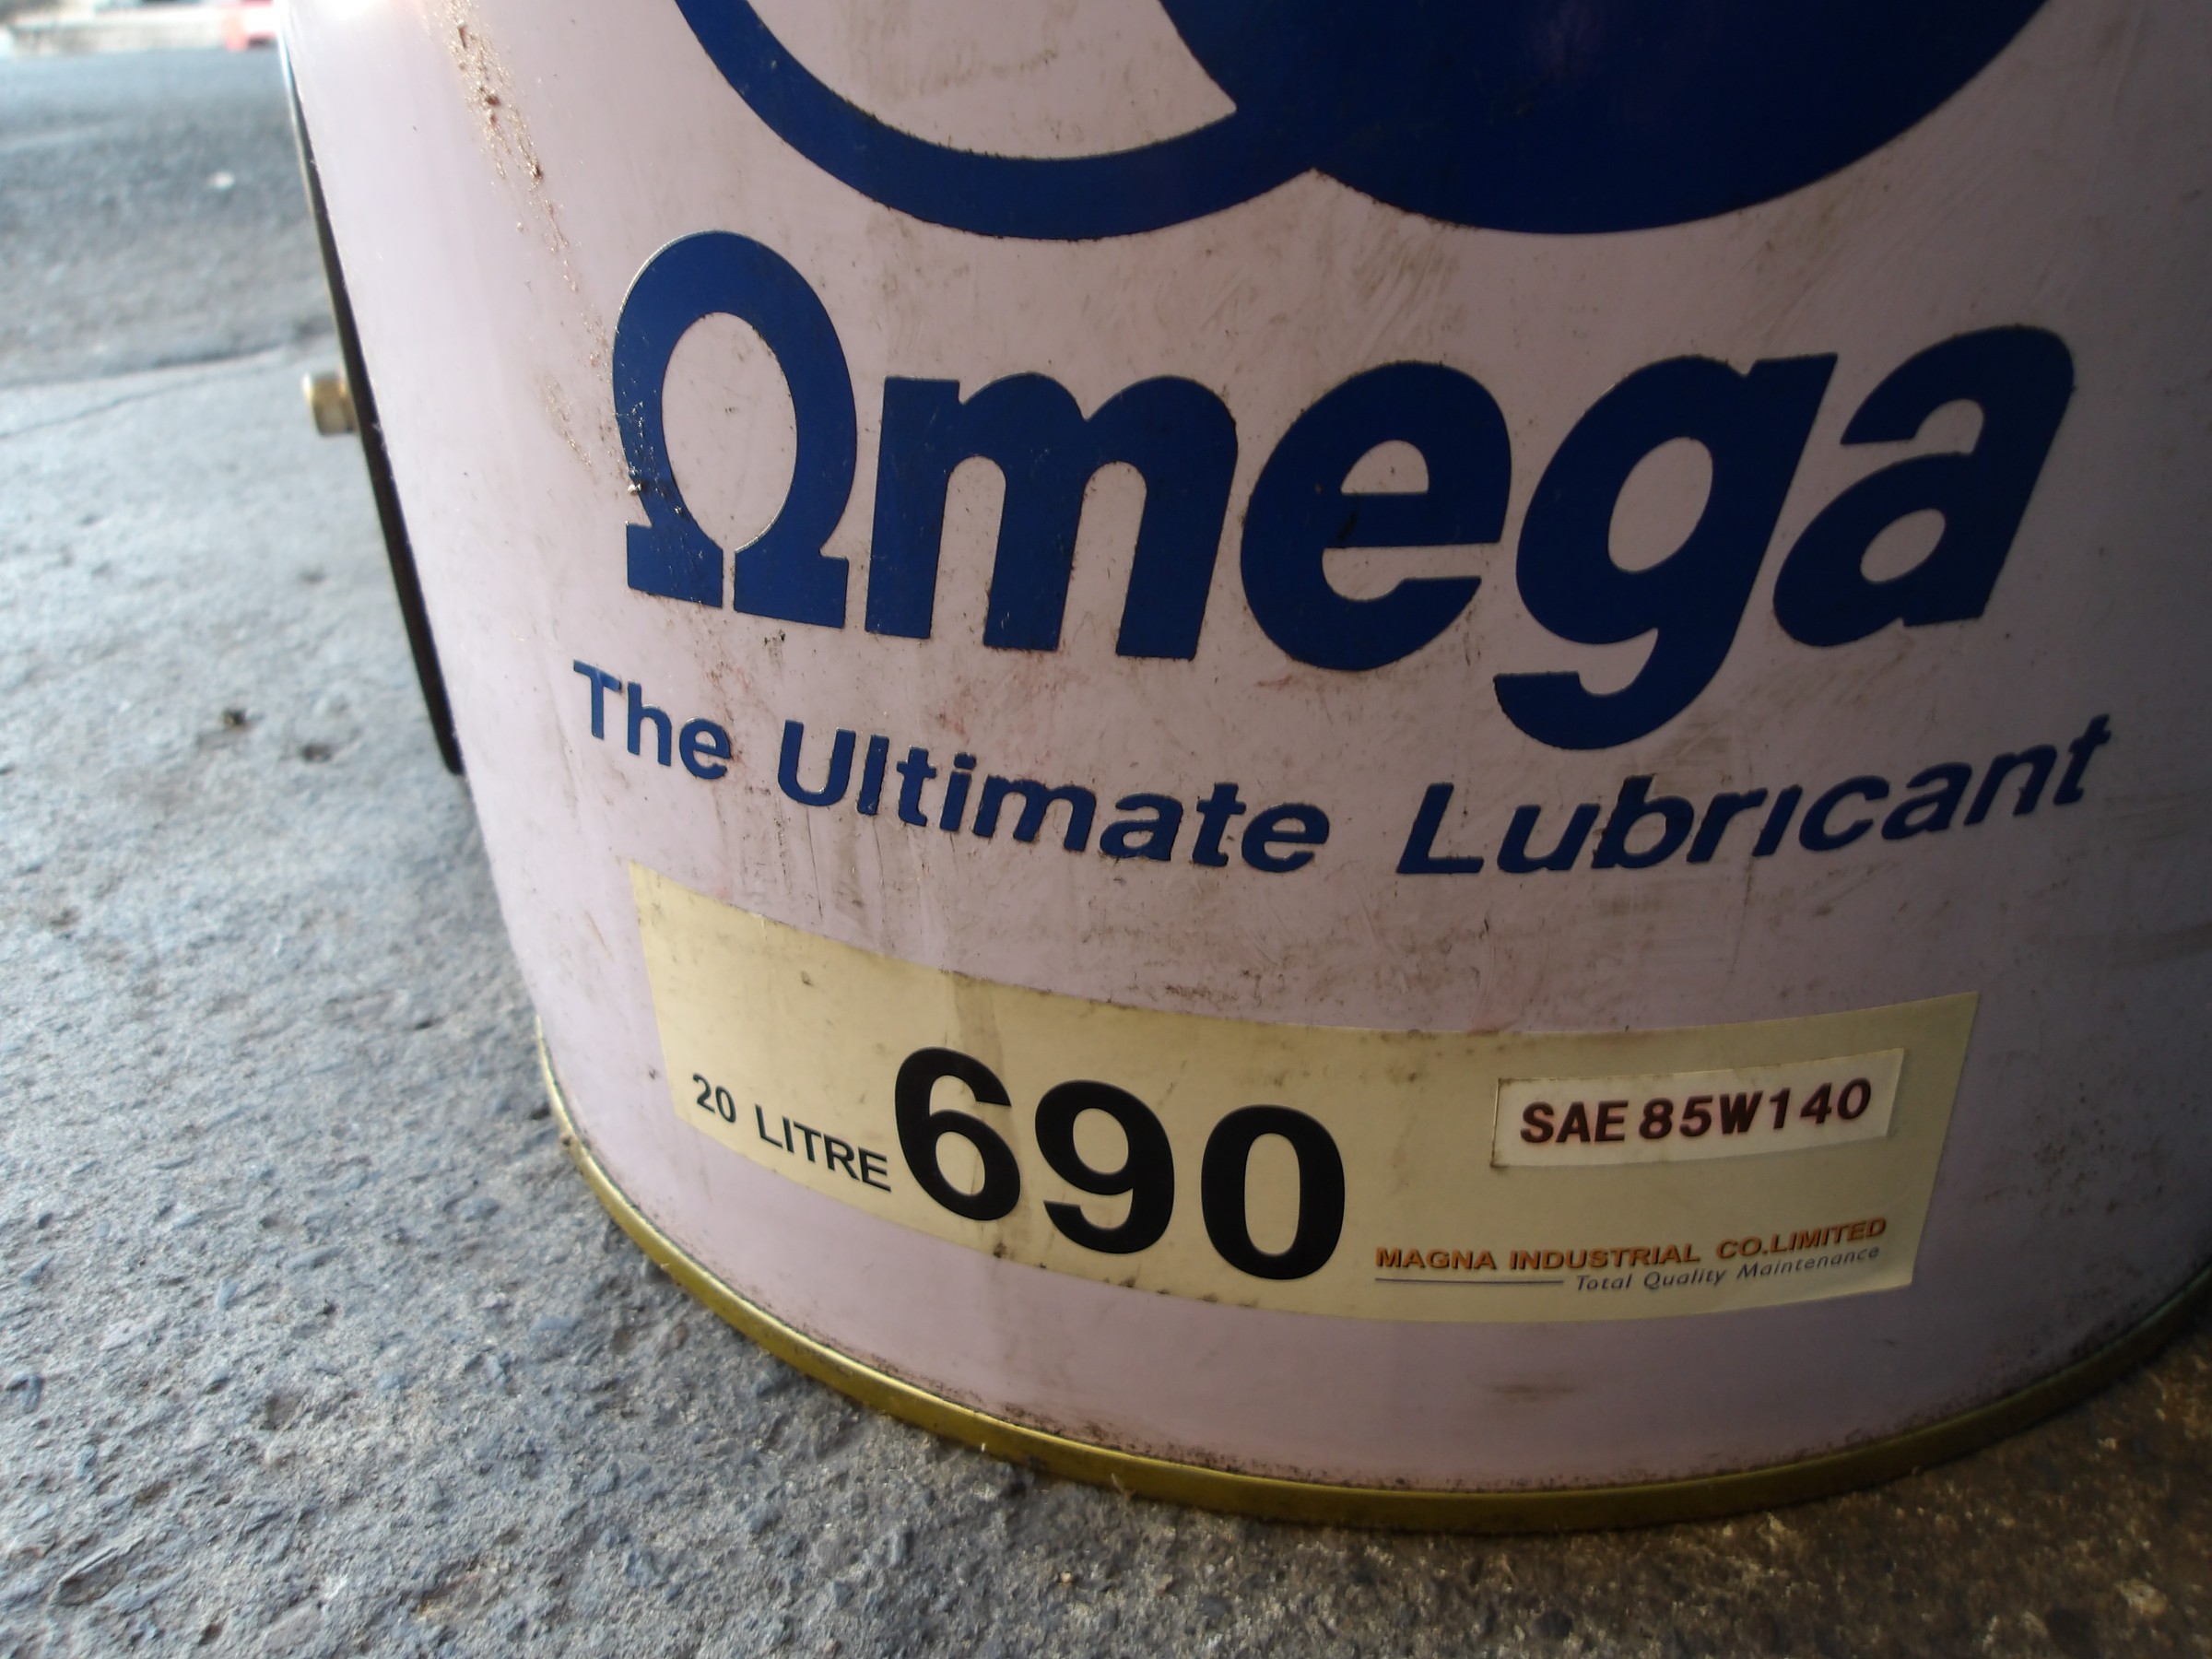 Ωmega
The Ultimate Lubricant
20 LITRE 690 SAE 85W140
MAGNA INDUSTRIAL CO.LIMITED
Total Quality Maintenance